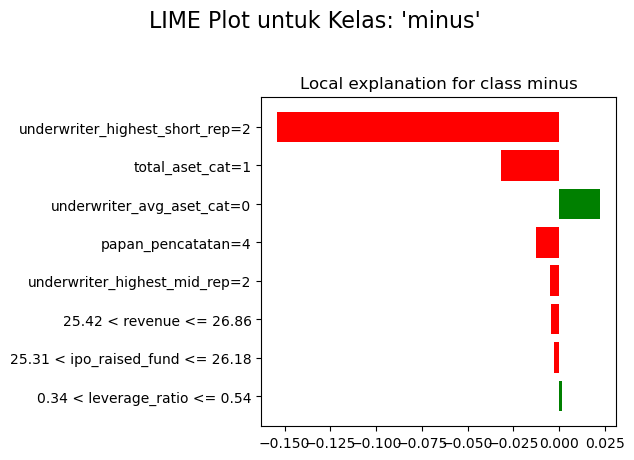 LIME Plot untuk Kelas: 'minus'
Local explanation for class minus
underwriter_highest_short_rep=2
total_aset_cat=1
underwriter_avg_aset_cat=0
papan_pencatatan=4
underwriter_highest_mid_rep=2
25.42 < revenue <= 26.86
25.31 < ipo_raised_fund <= 26.18
0.34 < leverage_ratio <= 0.54
−0.150 −0.125 −0.100 −0.075 −0.050 −0.025 0.000 0.025